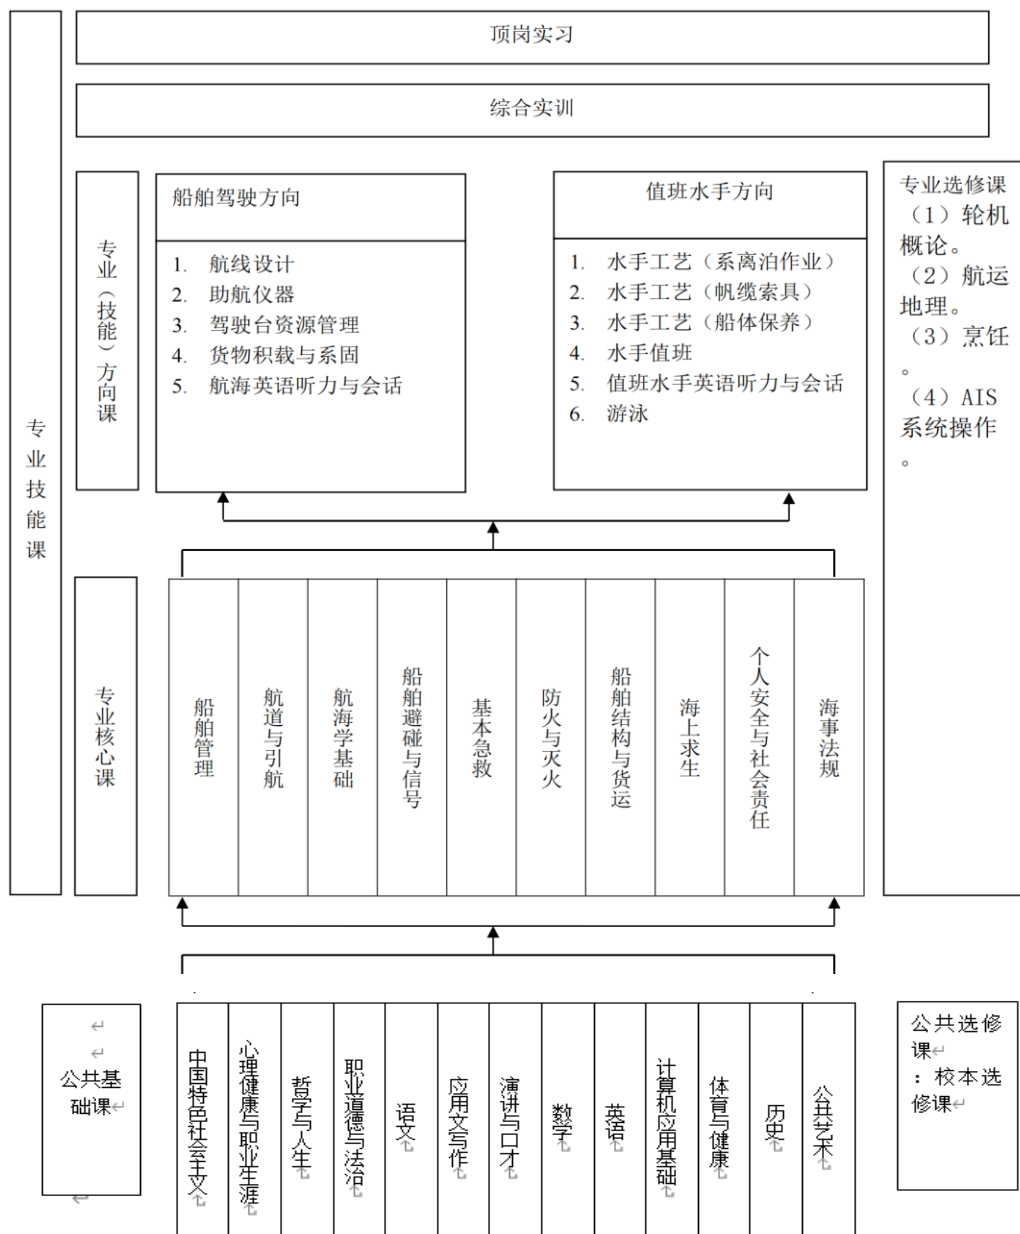 顶岗实习
综合实训
专业技能课
专业（技能）方向课
船舶驾驶方向
1. 航线设计
2. 助航仪器
3. 驾驶台资源管理
4. 货物积载与系固
5. 航海英语听力与会话
值班水手方向
1. 水手工艺（系离泊作业）
2. 水手工艺（帆缆索具）
3. 水手工艺（船体保养）
4. 水手值班
5. 值班水手英语听力与会话
6. 游泳
专业选修课
（1）轮机
概论。
（2）航运
地理。
（3）烹饪
。
（4）AIS
系统操作
。
专业核心课
船舶管理
航道与引航
航海学基础
船舶避碰与信号
基本急救
防火与灭火
船舶结构与货运
海上求生
个人安全与社会责任
海事法规
公共基
础课
中国特色社会主义
心理健康与职业生涯
哲学与人生
职业道德与法治
语文
应用文写作
演讲与口才
数学
英语
计算机应用基础
体育与健康
历史
公共艺术
公共选修
课
：校本选
修课